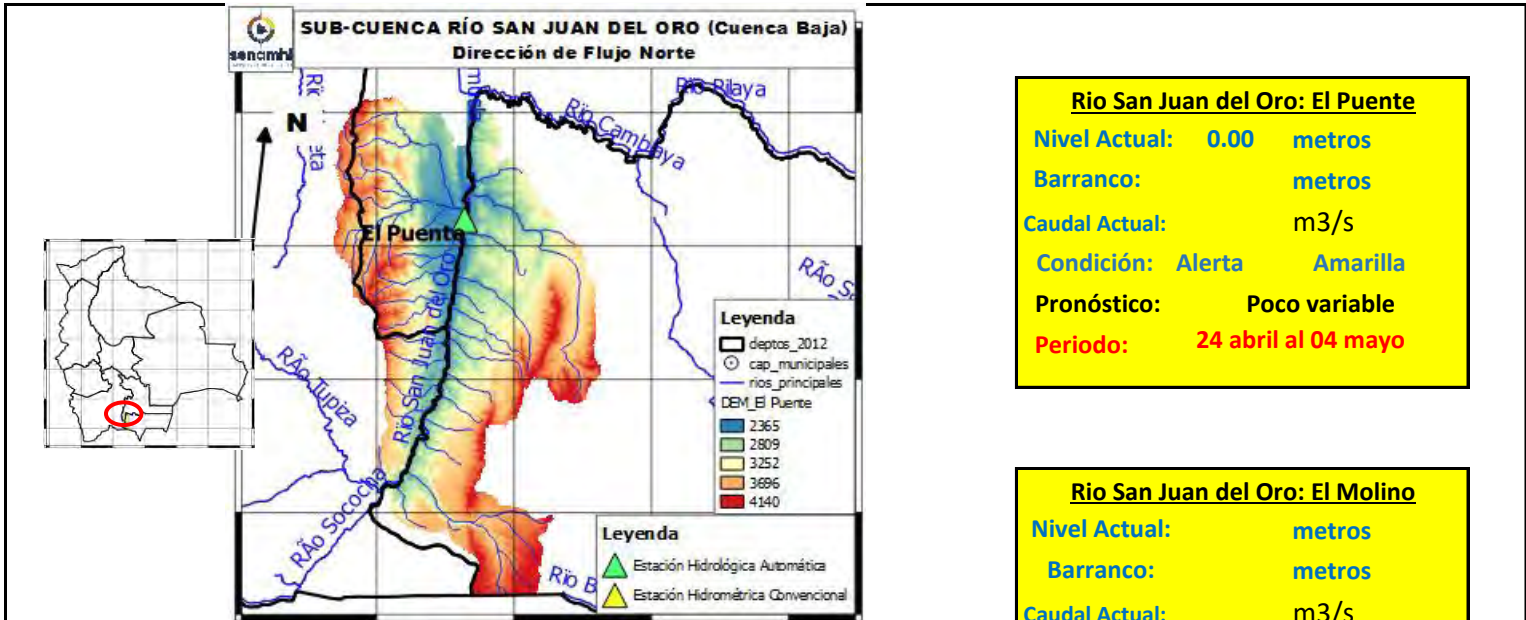 SUB-CUENCA RÍO SAN JUAN DEL ORO (Cuenca Baja)
Dirección de Flujo Norte
senamhi
N
Río Pilaya
Río Cambaya
El Puente
Río San Juan del Oro
RÃo Tupiza
RÃo Sococha
RÃo S
Río B
Leyenda
deptos_2012
cap_municipales
rios_principales
DEM_El Puente
2365
2809
3252
3696
4140
Leyenda
Estación Hidrológica Automática
Estación Hidrométrica Convencional
Rio San Juan del Oro: El Puente
Nivel Actual: 0.00 metros
Barranco: metros
Caudal Actual: m3/s
Condición: Alerta Amarilla
Pronóstico: Poco variable
Periodo: 24 abril al 04 mayo
Rio San Juan del Oro: El Molino
Nivel Actual: metros
Barranco: metros
Caudal Actual: m3/s